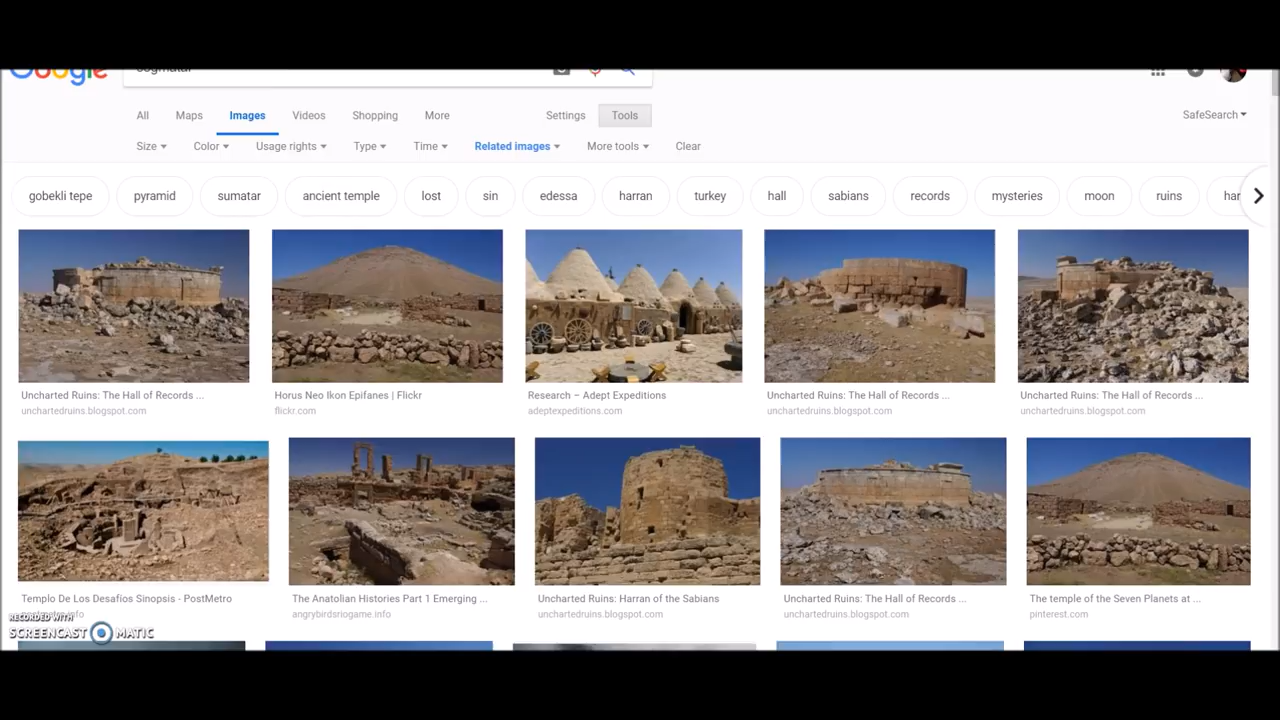 Google
All Maps Images Videos Shopping More Settings Tools SafeSearch
Size Color Usage rights Type Time Related images More tools Clear
gobekli tepe pyramid sumatar ancient temple lost sin edessa harran turkey hall sabians records mysteries moon ruins har
Uncharted Ruins: The Hall of Records ... Horus Neo Ikon Epifanes | Flickr Research – Adept Expeditions Uncharted Ruins: The Hall of Records ... Uncharted Ruins: The Hall of Records ...
unchartedruins.blogspot.com flickr.com adeptexpeditions.com unchartedruins.blogspot.com unchartedruins.blogspot.com
Templo De Los Desafíos Sinopsis - PostMetro The Anatolian Histories Part 1 Emerging ... Uncharted Ruins: Harran of the Sabians Uncharted Ruins: The Hall of Records ... The temple of the Seven Planets at ...
angrybirdsriogame.info unchartedruins.blogspot.com unchartedruins.blogspot.com pinterest.com
RECORDED WITH
SCREENCAST MATIC